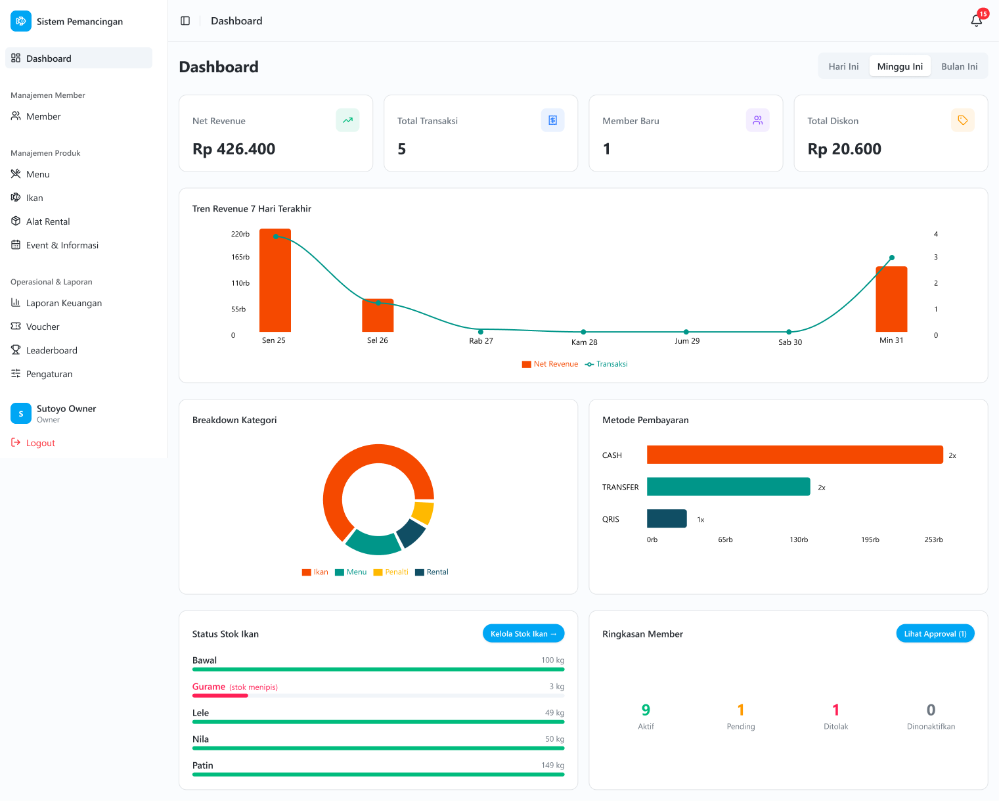 Sistem Pemancingan
Dashboard
Manajemen Member
Member
Manajemen Produk
Menu
Ikan
Alat Rental
Event & Informasi
Operasional & Laporan
Laporan Keuangan
Voucher
Leaderboard
Pengaturan
S
Sutoyo Owner
Owner
Logout
Dashboard
15
Dashboard
Hari Ini
Minggu Ini
Bulan Ini
Net Revenue
Rp 426.400
Total Transaksi
5
Member Baru
1
Total Diskon
Rp 20.600
Tren Revenue 7 Hari Terakhir
220rb
165rb
110rb
55rb
0
4
3
2
1
0
Sen 25
Sel 26
Rab 27
Kam 28
Jum 29
Sab 30
Min 31
Net Revenue
Transaksi
Breakdown Kategori
Ikan
Menu
Penalti
Rental
Metode Pembayaran
CASH
2x
TRANSFER
2x
QRIS
1x
0rb
65rb
130rb
195rb
253rb
Status Stok Ikan
Kelola Stok Ikan →
Bawal
100 kg
Gurame (stok menipis)
3 kg
Lele
49 kg
Nila
50 kg
Patin
149 kg
Ringkasan Member
Lihat Approval (1)
9
Aktif
1
Pending
1
Ditolak
0
Dinonaktifkan